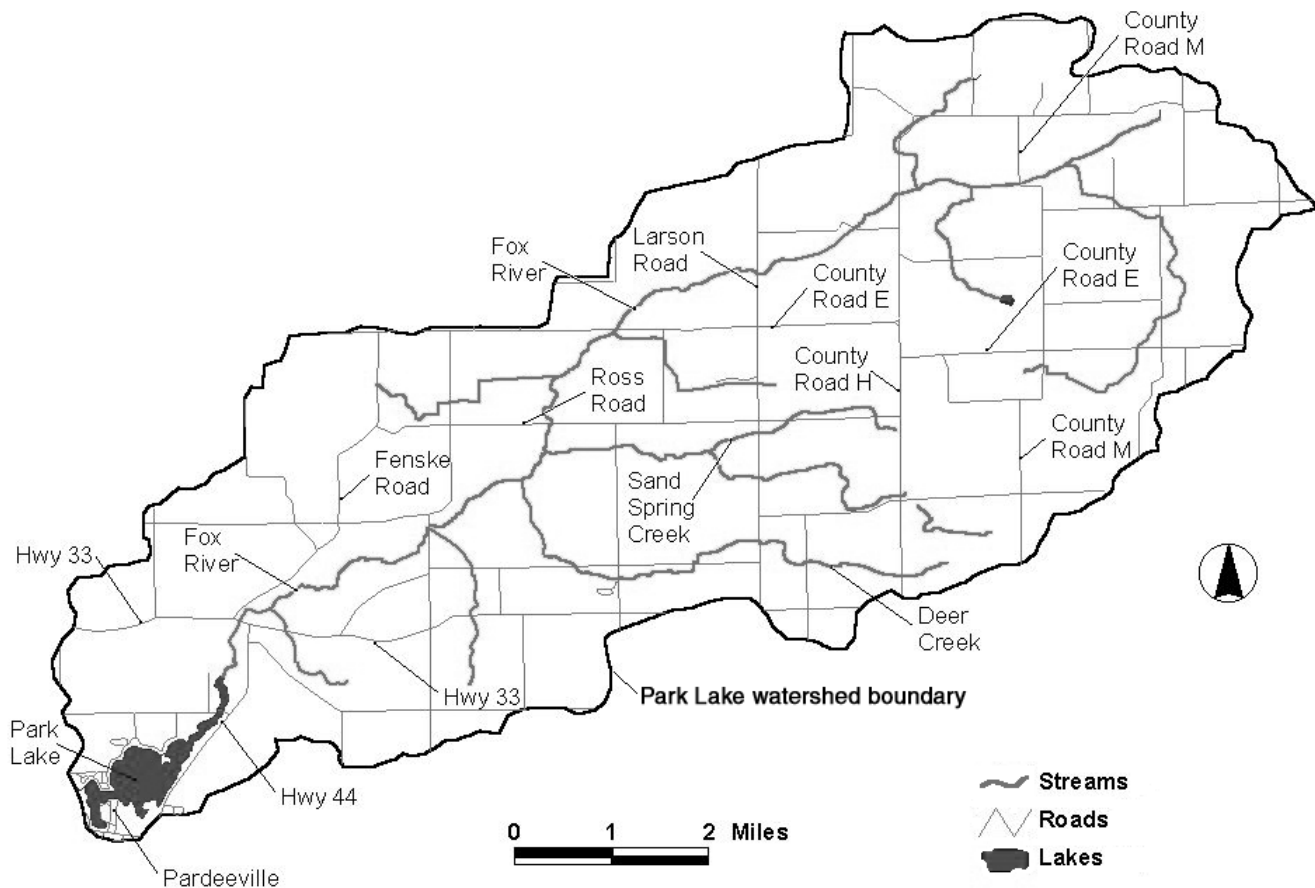 County
Road M
Fox
River
Larson
Road
County
Road E
County
Road E
Ross
Road
County
Road H
Fenske
Road
Sand
Spring
Creek
County
Road M
Hwy 33
Fox
River
Deer
Creek
Hwy 33
Park Lake watershed boundary
Park
Lake
Hwy 44
Pardeeville
0 1 2 Miles
Streams
Roads
Lakes